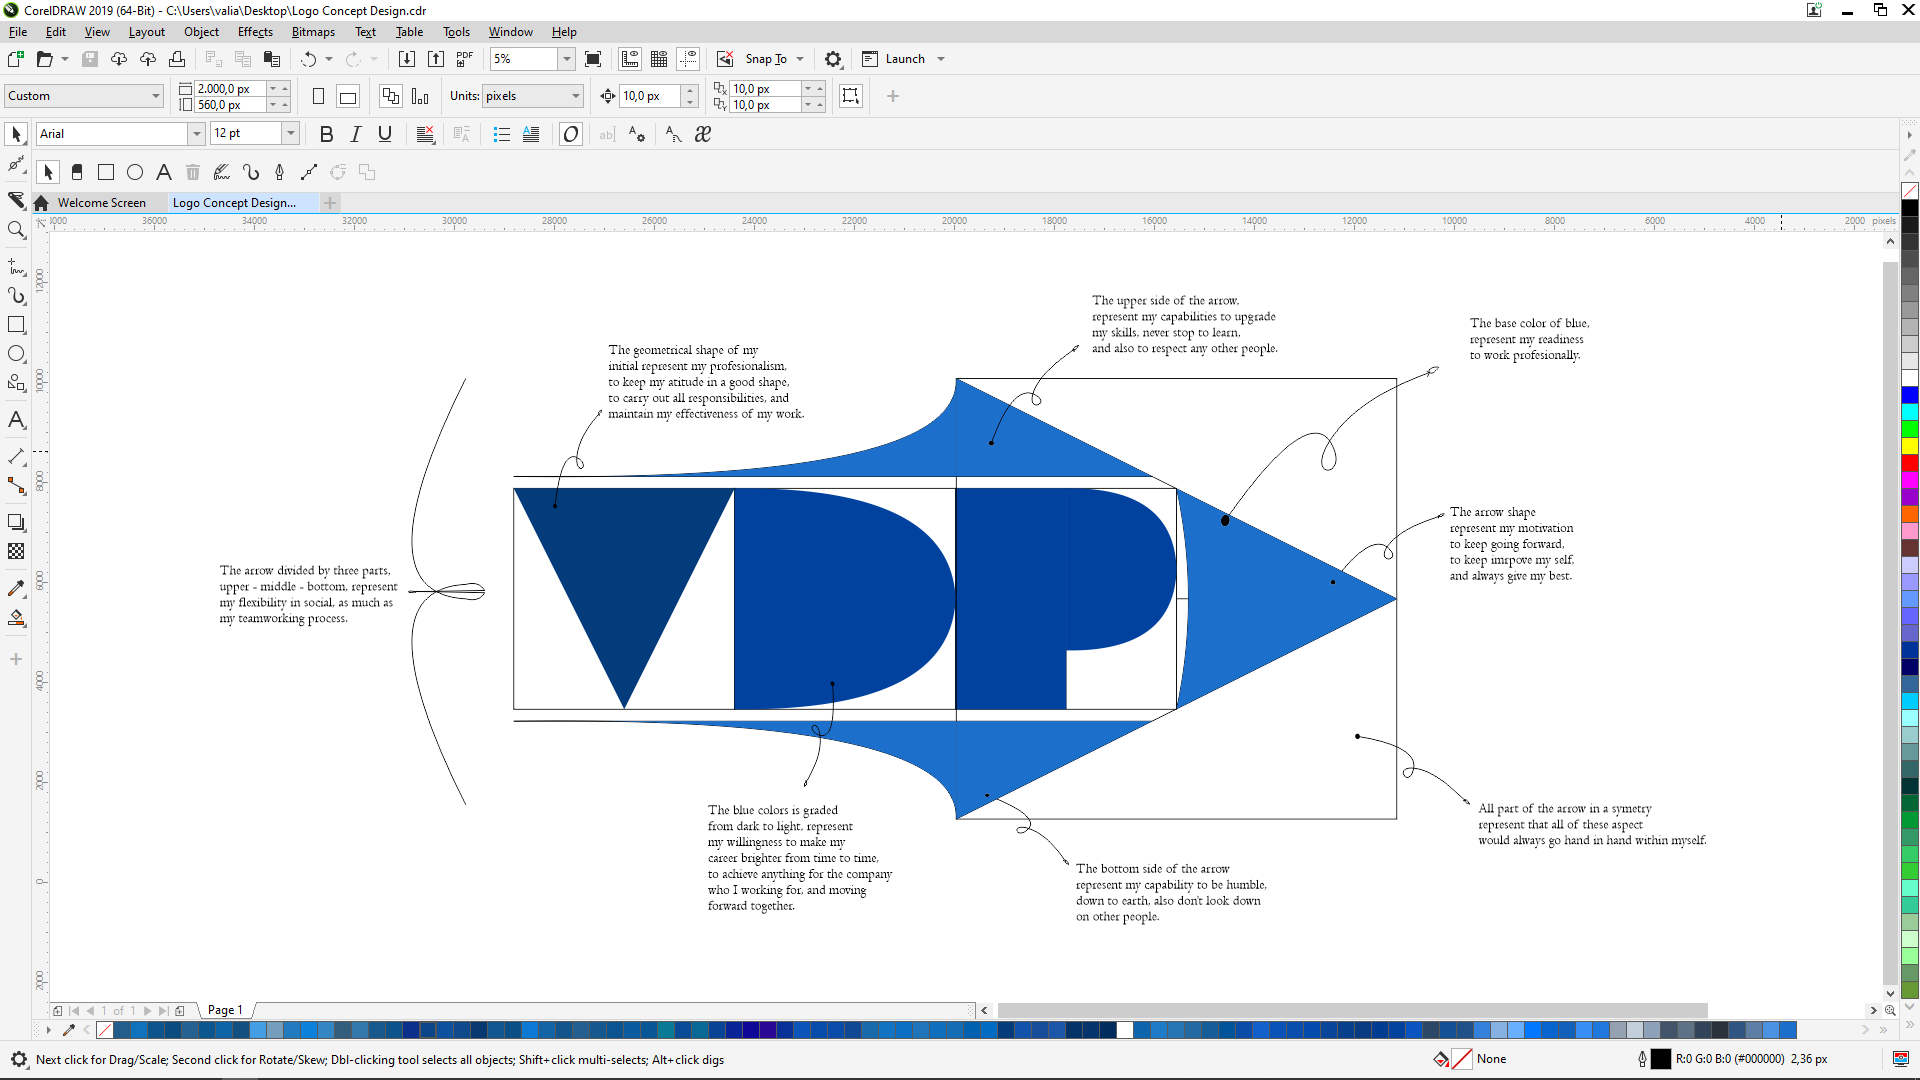 CorelDRAW 2019 (64-Bit) - C:\Users\valia\Desktop\Logo Concept Design.cdr
File Edit View Layout Object Effects Bitmaps Text Table Tools Window Help
PDF 5% Snap To Launch
Custom 2.000,0 px 560,0 px Units: pixels 10,0 px 10,0 px 10,0 px
Arial 12 pt B I U O ab A A æ
A
Welcome Screen Logo Concept Design...
36000 34000 32000 30000 28000 26000 24000 22000 20000 18000 16000 14000 12000 10000 8000 6000 4000 2000 pixels
12000
10000
8000
6000
4000
2000
0
2000
The upper side of the arrow,
represent my capabilities to upgrade
my skills, never stop to learn,
and also to respect any other people.
The base color of blue,
represent my readiness
to work profesionally.
The geometrical shape of my
initial represent my profesionalism,
to keep my atitude in a good shape,
to carry out all responsibilities, and
maintain my effectiveness of my work.
The arrow shape
represent my motivation
to keep going forward,
to keep imrpove my self,
and always give my best.
The arrow divided by three parts,
upper - middle - bottom, represent
my flexibility in social, as much as
my teamworking process.
The blue colors is graded
from dark to light, represent
my willingness to make my
career brighter from time to time,
to achieve anything for the company
who I working for, and moving
forward together.
All part of the arrow in a symetry
represent that all of these aspect
would always go hand in hand within myself.
The bottom side of the arrow
represent my capability to be humble,
down to earth, also don't look down
on other people.
1 of 1 Page 1
Next click for Drag/Scale; Second click for Rotate/Skew; Dbl-clicking tool selects all objects; Shift+click multi-selects; Alt+click digs
None R:0 G:0 B:0 (#000000) 2,36 px